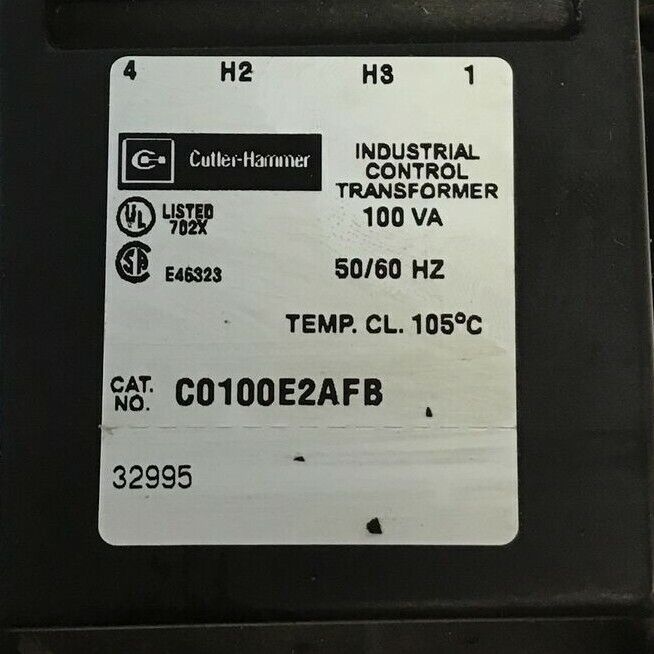 4 H2 H3 1
Cutler-Hammer
INDUSTRIAL
CONTROL
TRANSFORMER
LISTED
702X
100 VA
E46323
50/60 HZ
TEMP. CL. 105°C
CAT.
NO. C0100E2AFB
32995